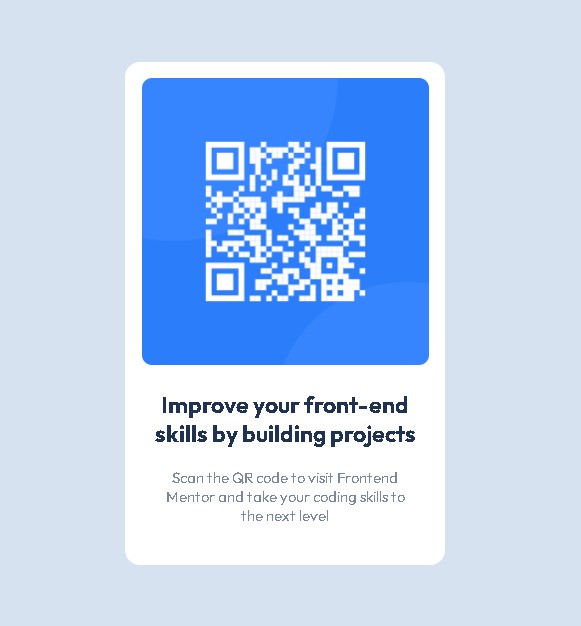 Improve your front-end
skills by building projects
Scan the QR code to visit Frontend
Mentor and take your coding skills to
the next level